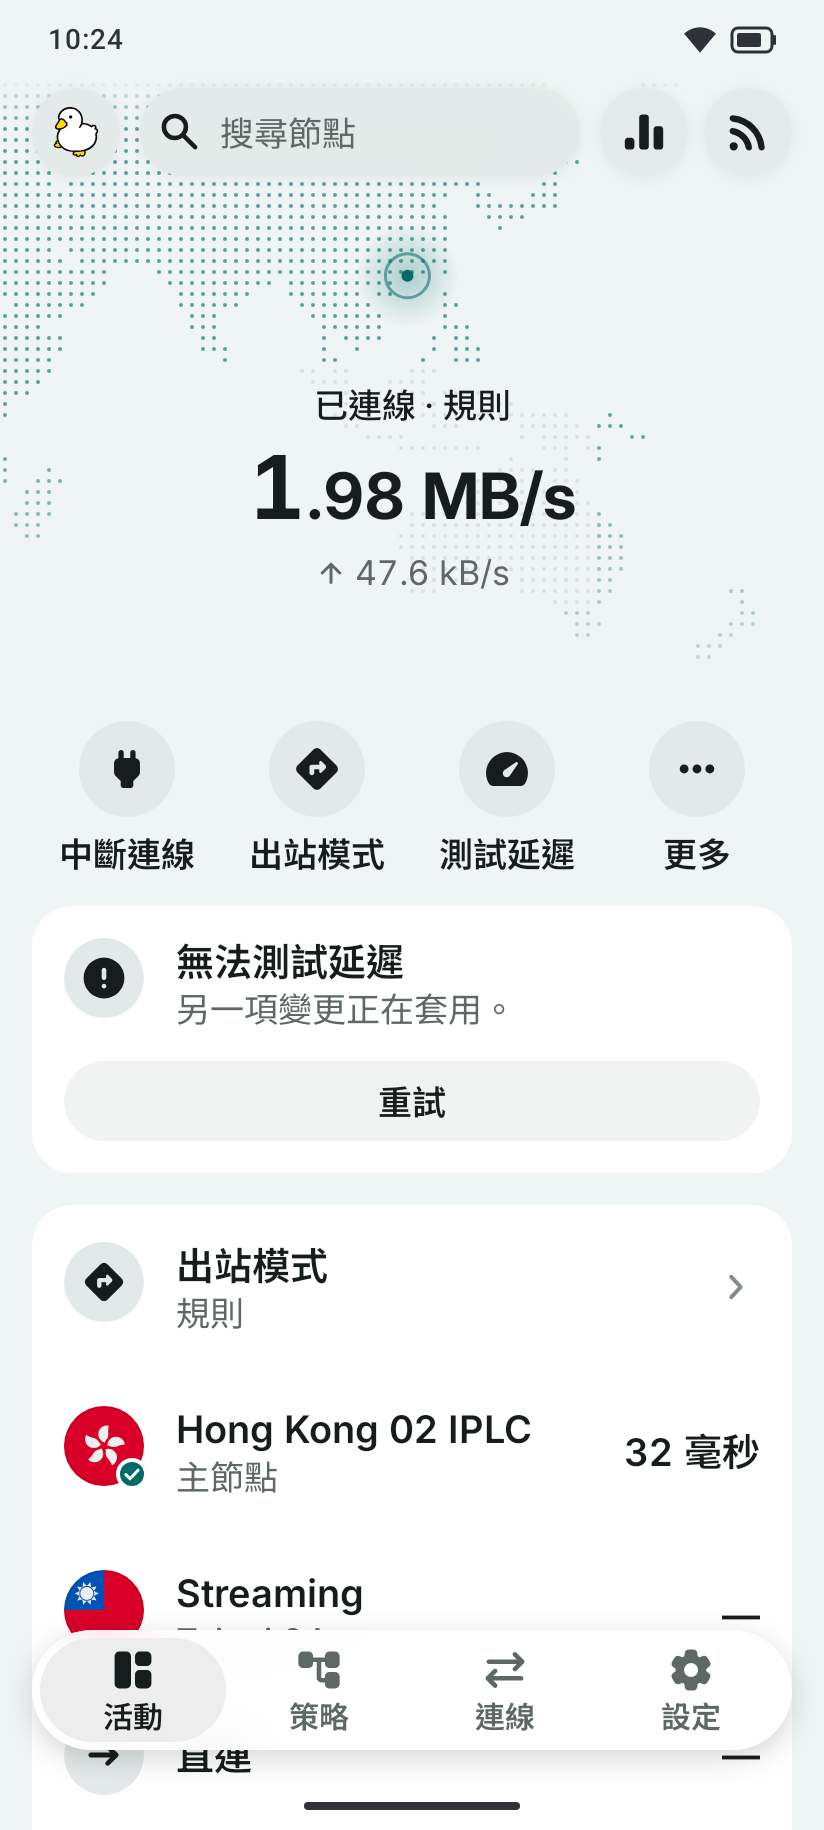 10:24
搜尋節點
已連線 · 規則
1.98 MB/s
↑ 47.6 kB/s
中斷連線
出站模式
測試延遲
更多
無法測試延遲
另一項變更正在套用。
重試
出站模式
規則
Hong Kong 02 IPLC
32 毫秒
主節點
Streaming
—
活動
策略
連線
設定
直連
—